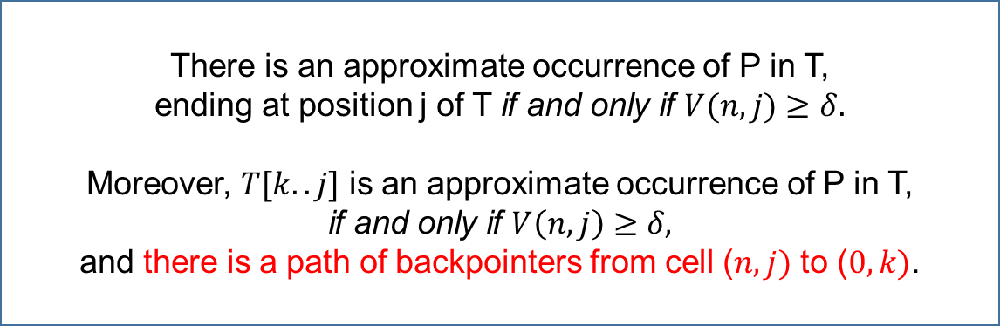 There is an approximate occurrence of P in T,
ending at position j of T if and only if V(n, j) ≥ δ.
Moreover, T[k. . j] is an approximate occurrence of P in T,
if and only if V(n, j) ≥ δ,
and there is a path of backpointers from cell (n, j) to (0, k).